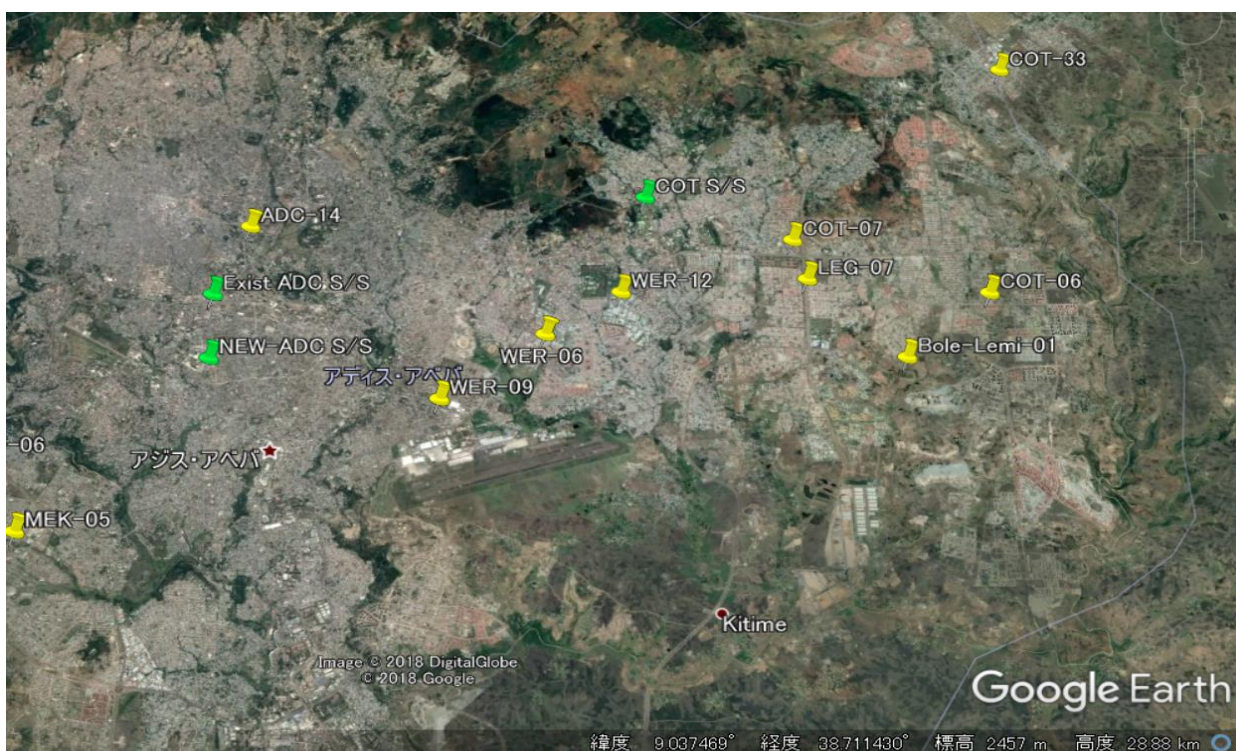 COT-33
COT S/S
ADC-14
COT-07
LEG-07
Exist ADC S/S
WER-12
COT-06
NEW-ADC S/S
WER-06
Bole-Lemi-01
アディス・アベバ
WER-09
-06
アジス・アベバ
MEK-05
Kitime
Image © 2018 DigitalGlobe
© 2018 Google
Google Earth
緯度 9.037469° 経度 38.711430° 標高 2457 m 高度 28.88 km